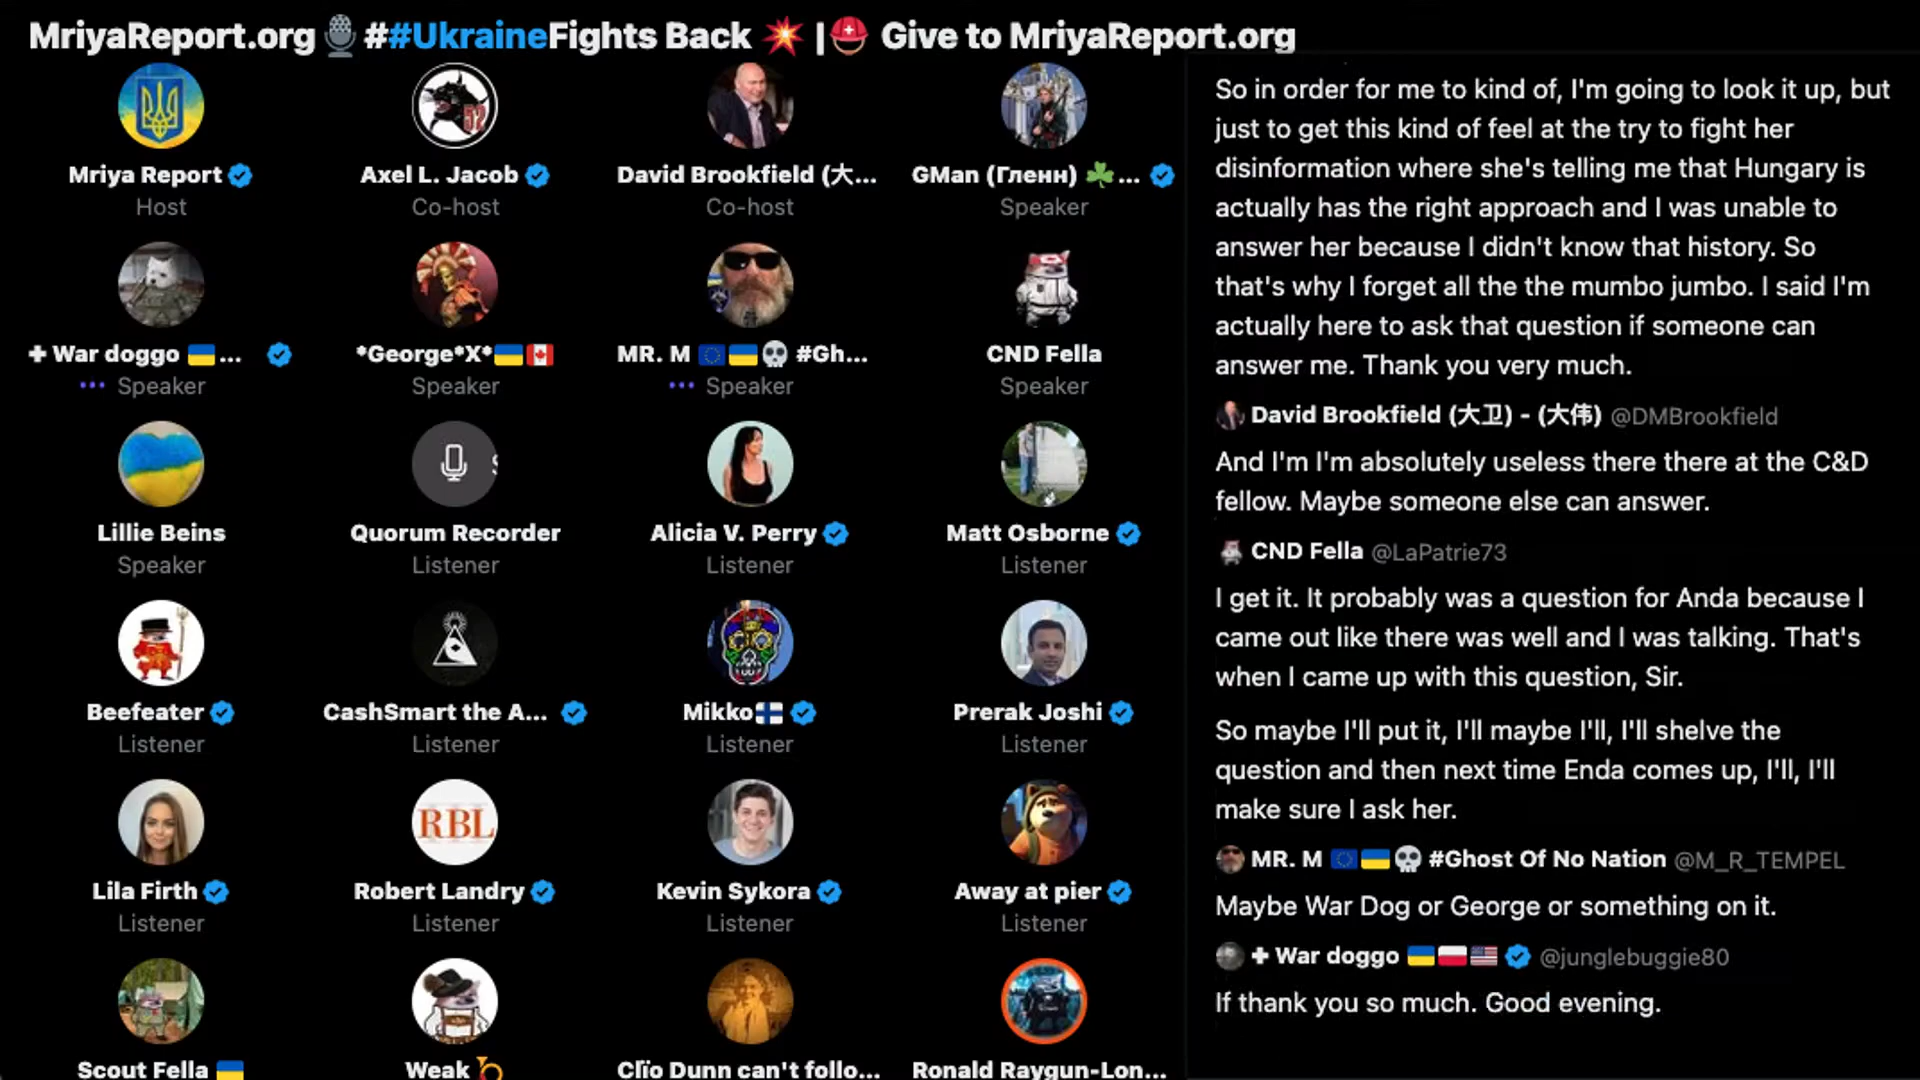 MriyaReport.org🎙️##UkraineFights Back 💥 |⛑️ Give to MriyaReport.org
Mriya Report
Axel L. Jacob
David Brookfield (大...
GMan (Гленн) ☘️...
Host
Co-host
Co-host
Speaker
52
✚ War doggo 🇺🇦...
*George*X*🇺🇦🇨🇦
MR. M 🇪🇺🇺🇦💀 #Gh...
CND Fella
••• Speaker
Speaker
••• Speaker
Speaker
Lillie Beins
Quorum Recorder
Alicia V. Perry
Matt Osborne
Speaker
Listener
Listener
Listener
Beefeater
CashSmart the A...
Mikko🇫🇮
Prerak Joshi
Listener
Listener
Listener
Listener
RBL
Lila Firth
Robert Landry
Kevin Sykora
Away at pier
Listener
Listener
Listener
Listener
Scout Fella 🇺🇦
Weak
Clïo Dunn can't follo...
Ronald Raygun-Lon...
So in order for me to kind of, I'm going to look it up, but
just to get this kind of feel at the try to fight her
disinformation where she's telling me that Hungary is
actually has the right approach and I was unable to
answer her because I didn't know that history. So
that's why I forget all the the mumbo jumbo. I said I'm
actually here to ask that question if someone can
answer me. Thank you very much.
David Brookfield (大卫) - (大伟) @DMBrookfield
And I'm I'm absolutely useless there there at the C&D
fellow. Maybe someone else can answer.
CND Fella @LaPatrie73
I get it. It probably was a question for Anda because I
came out like there was well and I was talking. That's
when I came up with this question, Sir.
So maybe I'll put it, I'll maybe I'll, I'll shelve the
question and then next time Enda comes up, I'll, I'll
make sure I ask her.
MR. M 🇪🇺🇺🇦💀 #Ghost Of No Nation @M_R_TEMPEL
Maybe War Dog or George or something on it.
✚ War doggo 🇺🇦🇵🇱🇺🇸 @junglebuggie80
If thank you so much. Good evening.